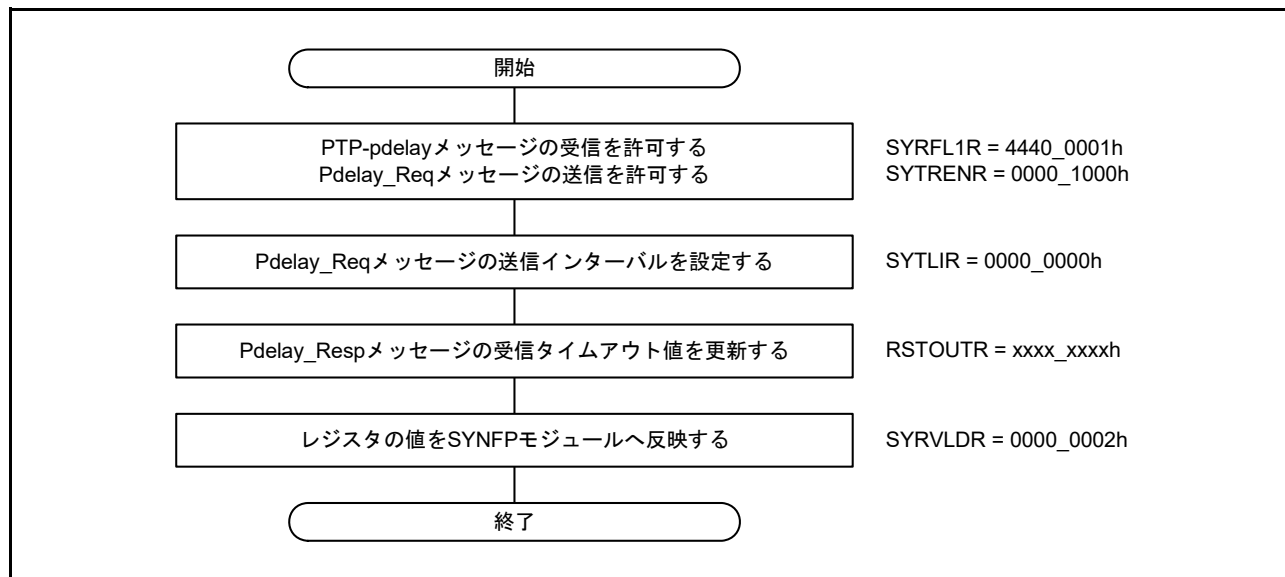 開始
PTP-pdelayメッセージの受信を許可する
Pdelay_Reqメッセージの送信を許可する
SYRFL1R = 4440_0001h
SYTRENR = 0000_1000h
Pdelay_Reqメッセージの送信インターバルを設定する
SYTLIR = 0000_0000h
Pdelay_Respメッセージの受信タイムアウト値を更新する
RSTOUTR = xxxx_xxxxh
レジスタの値をSYNFPモジュールへ反映する
SYRVLDR = 0000_0002h
終了